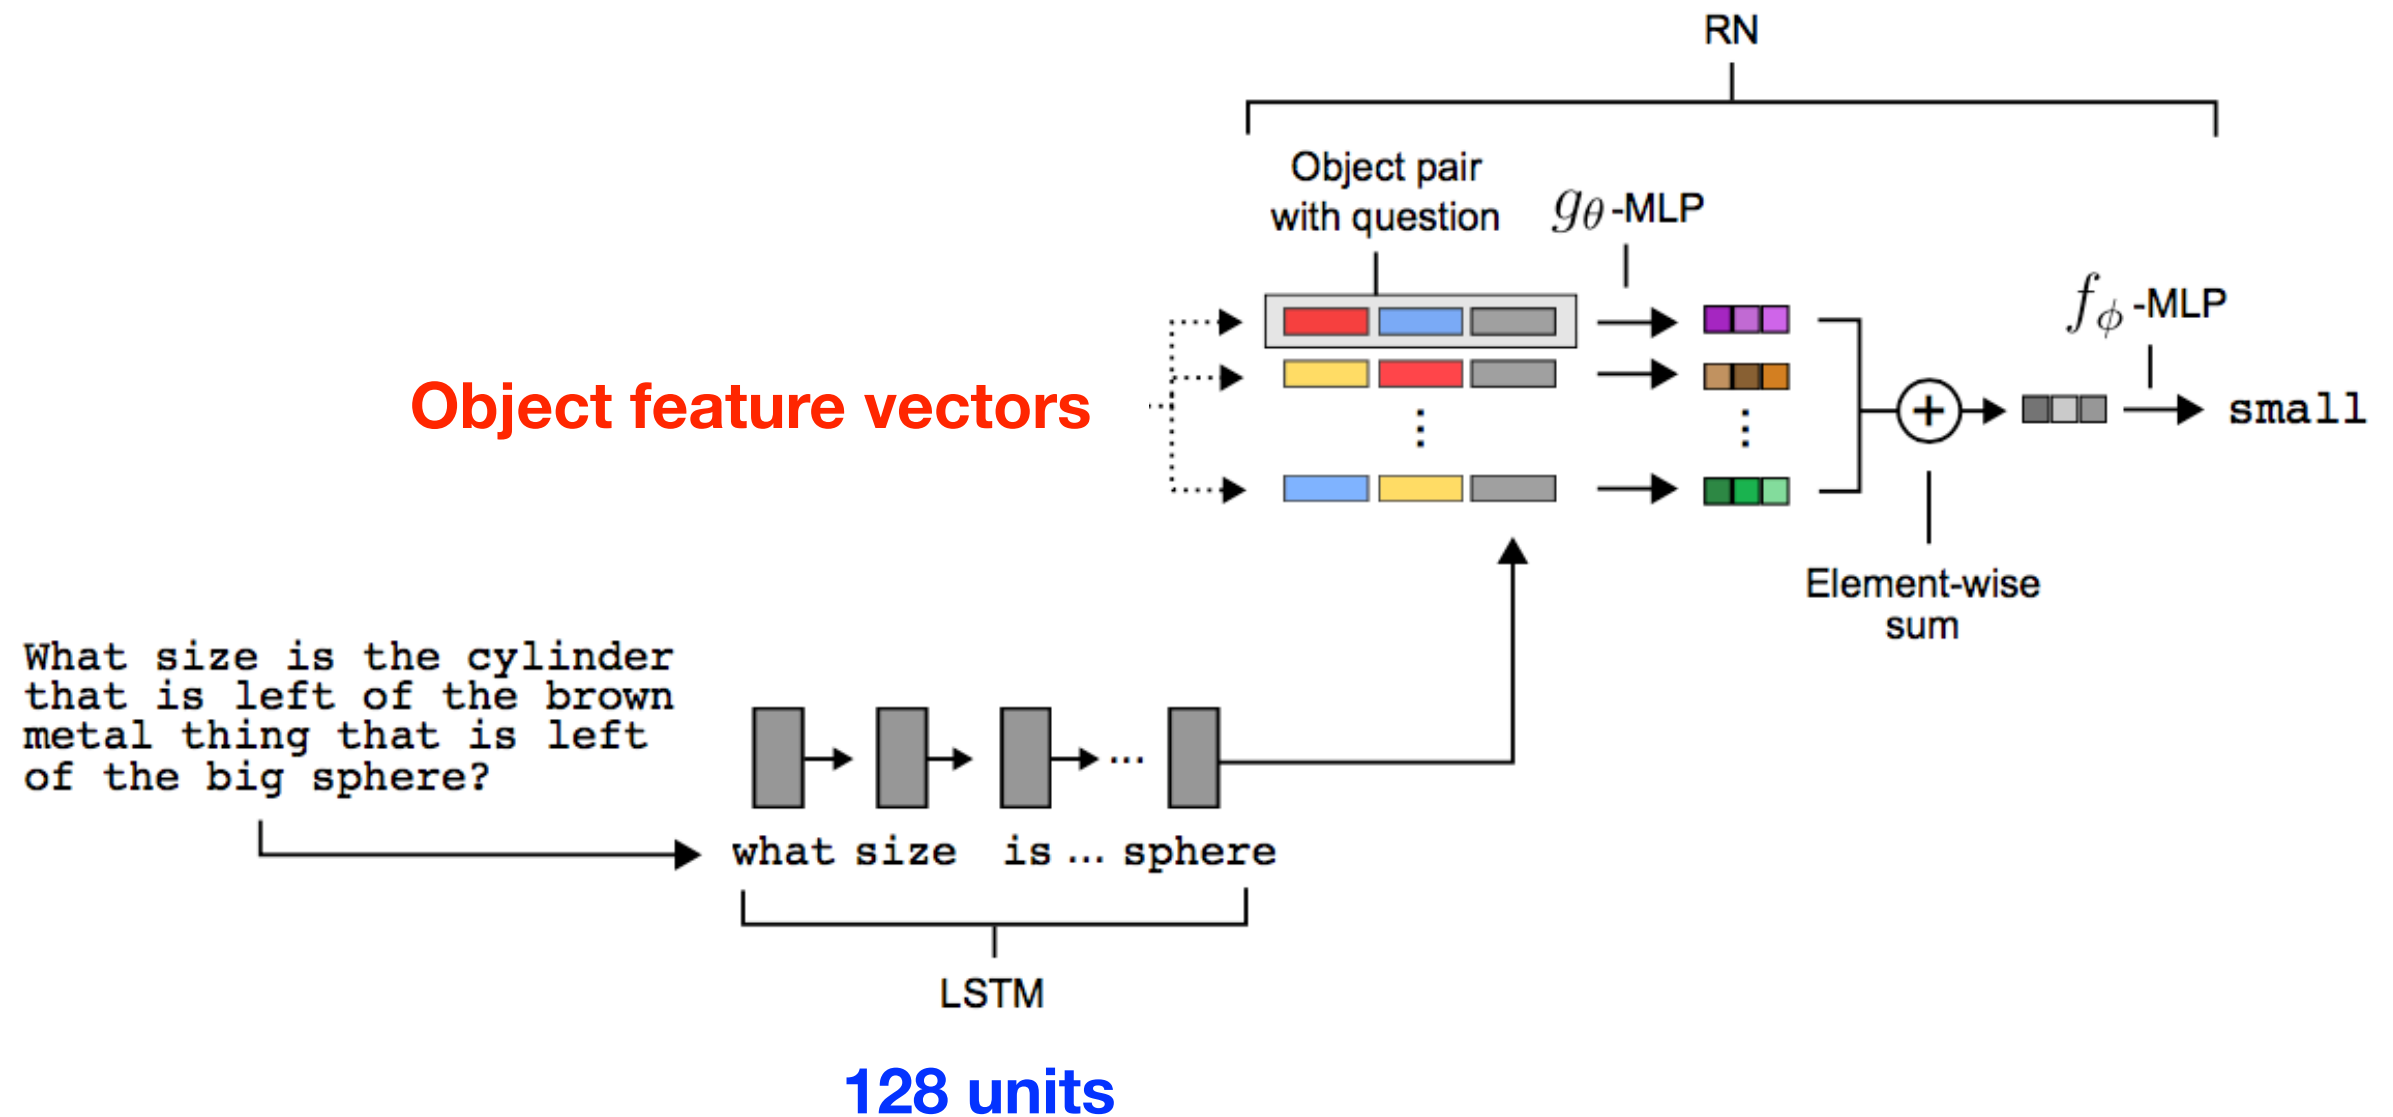 RN
Object pair
with question
gθ-MLP
fϕ-MLP
Object feature vectors
small
Element-wise
sum
What size is the cylinder
that is left of the brown
metal thing that is left
of the big sphere?
...
what size is ... sphere
LSTM
128 units